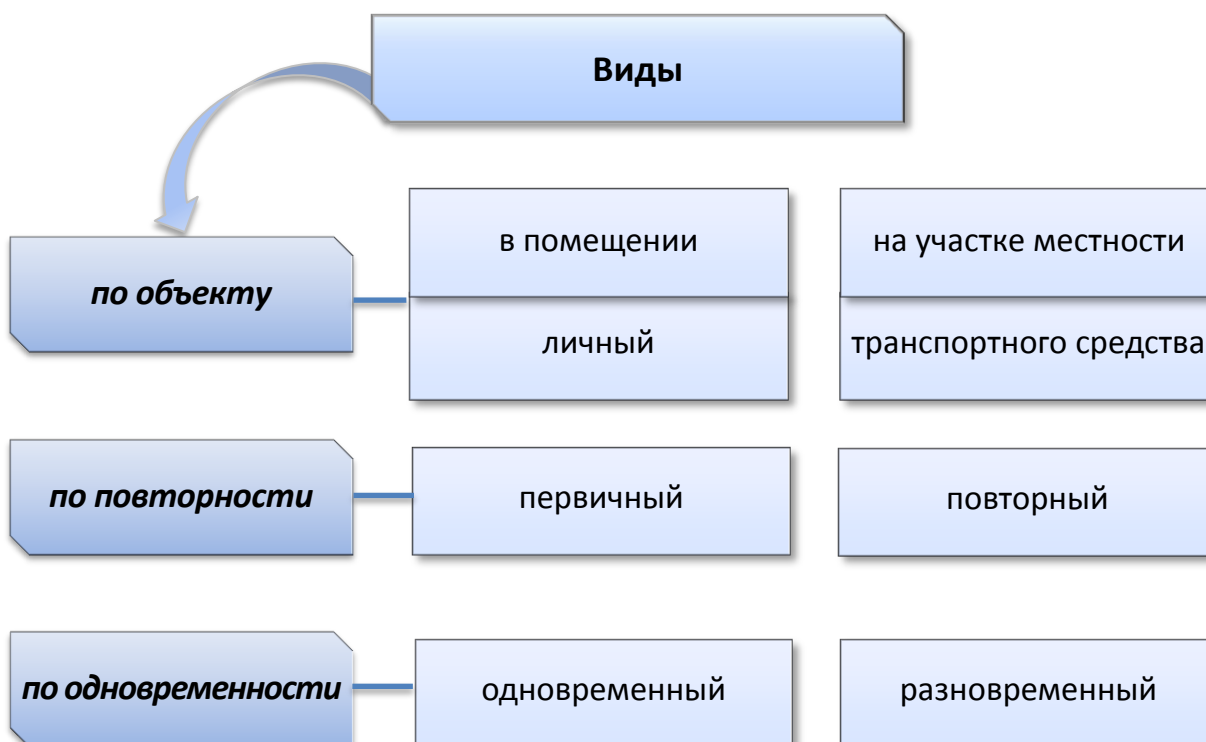 Виды
по объекту
в помещении
на участке местности
личный
транспортного средства
по повторности
первичный
повторный
по одновременности
одновременный
разновременный